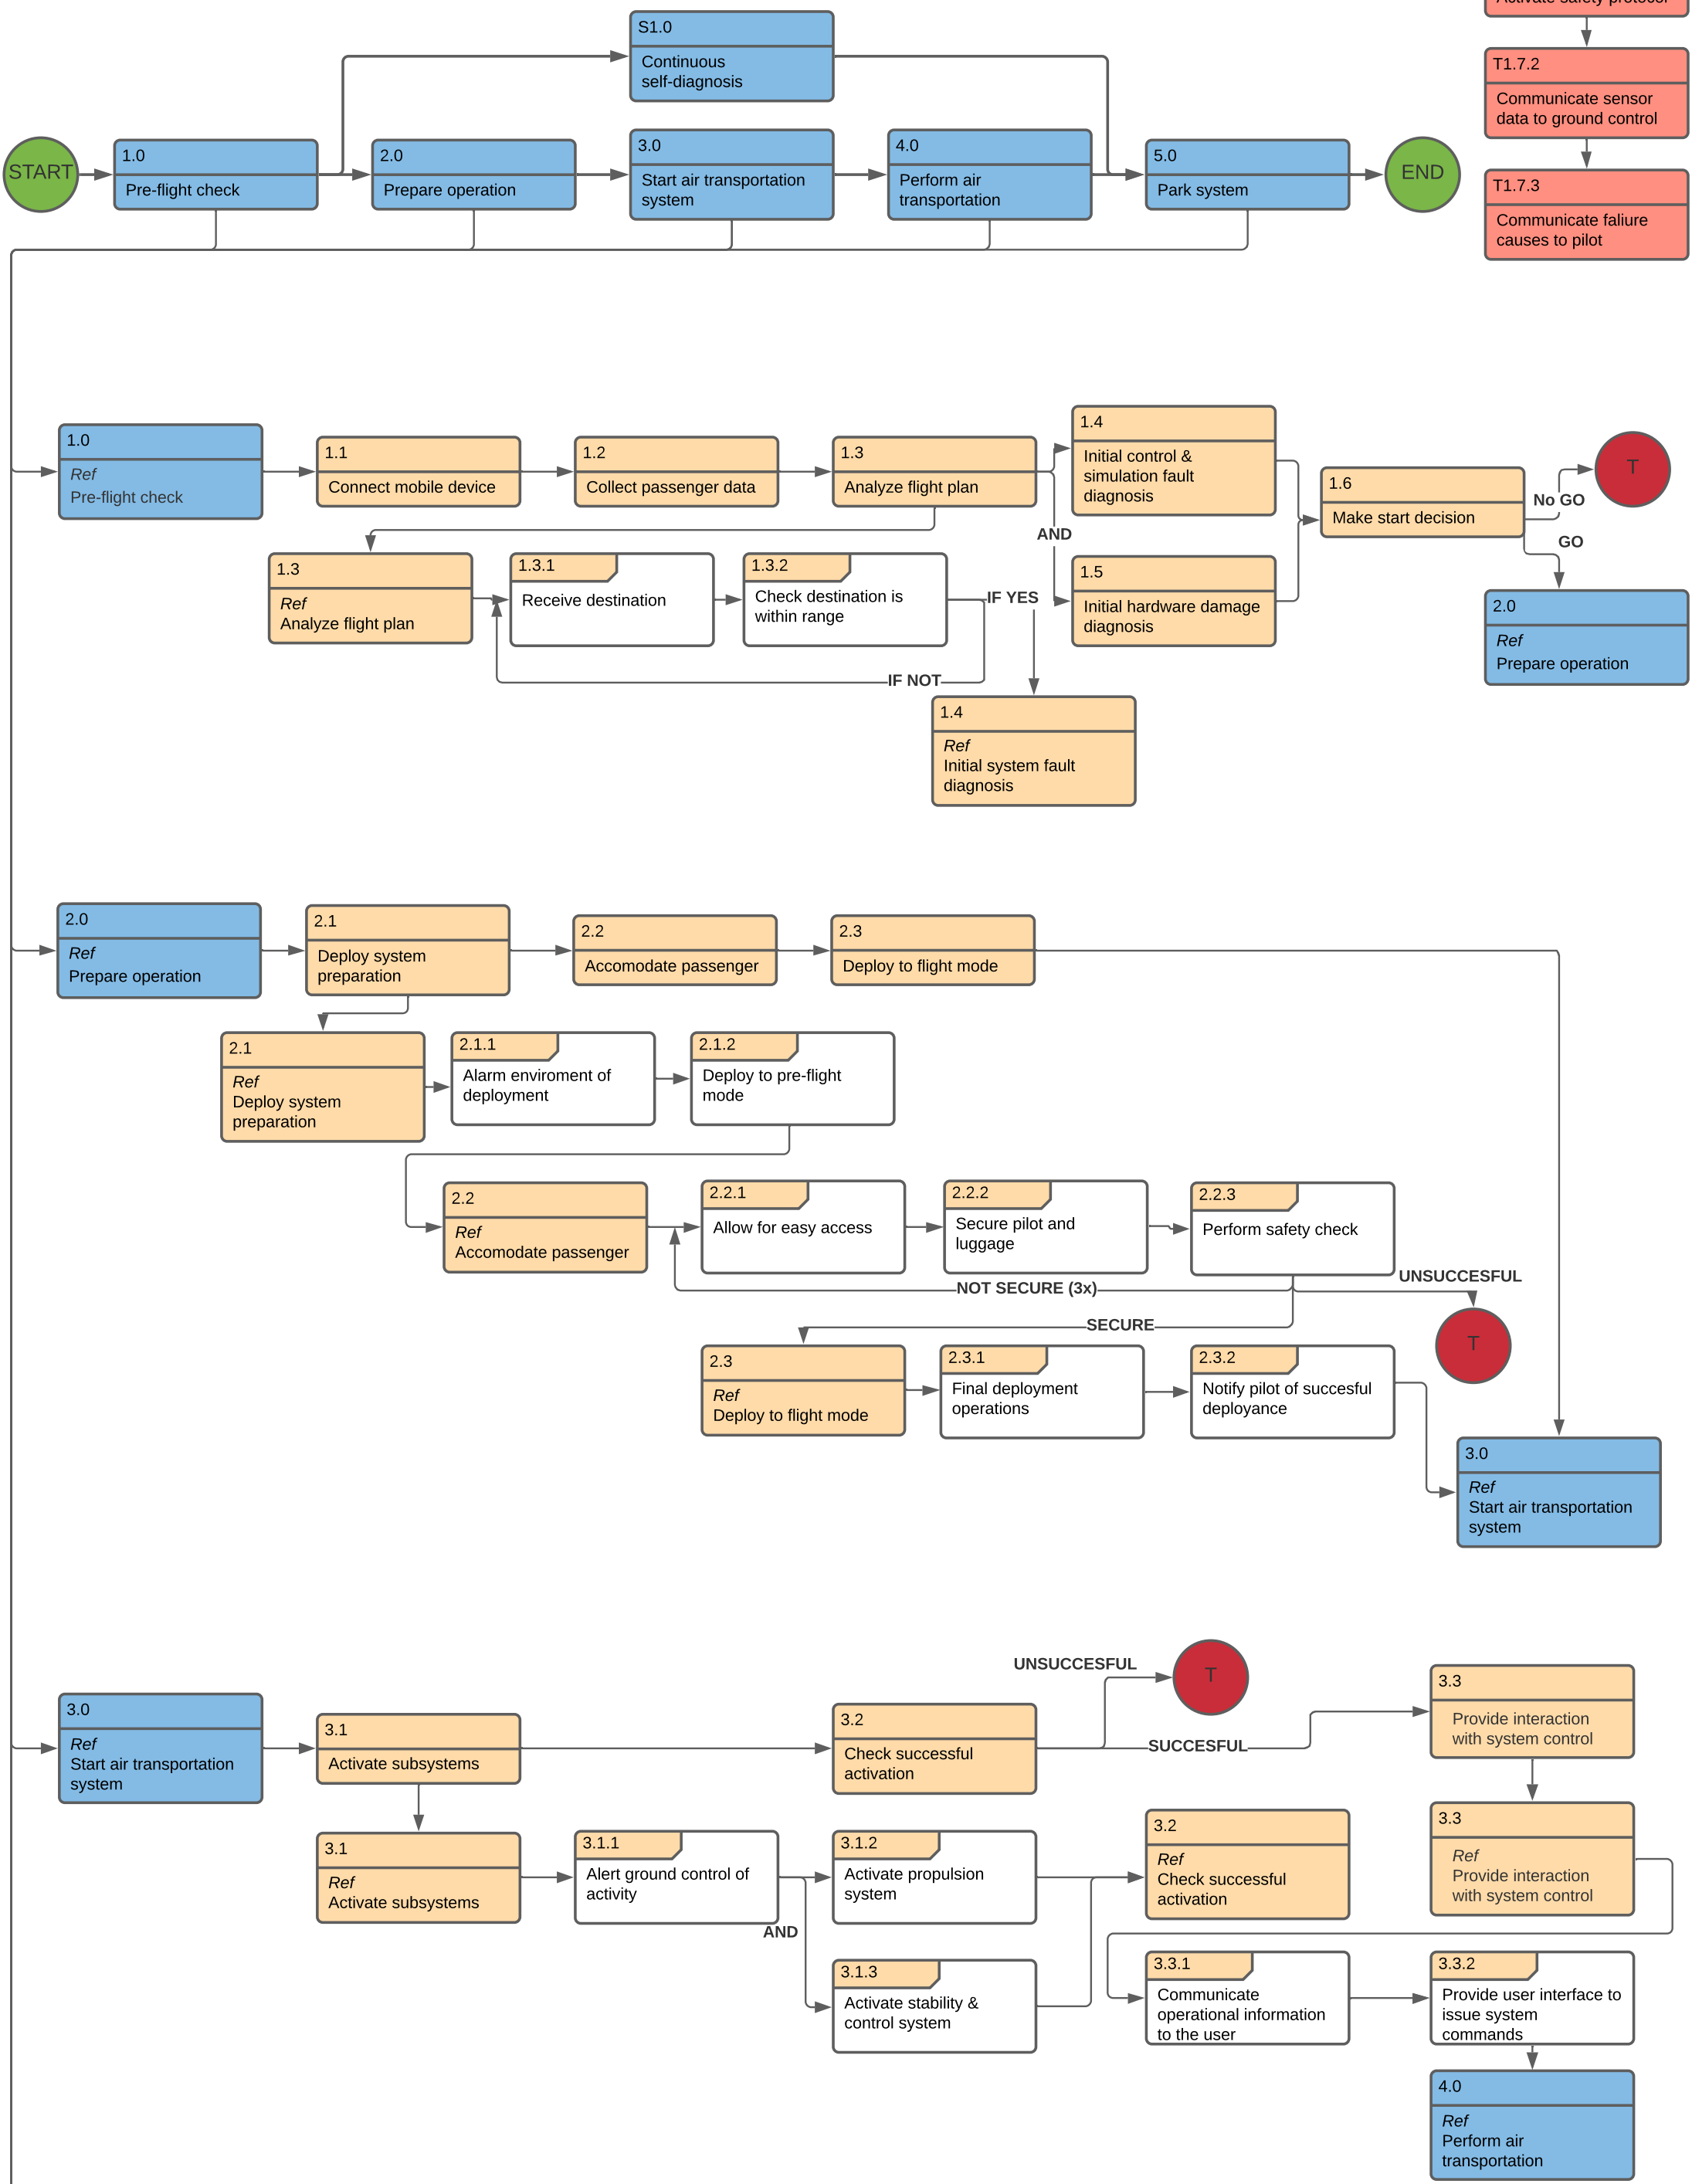 Activate safety protocol
S1.0
Continuous
self-diagnosis
T1.7.2
Communicate sensor
data to ground control
START
1.0
Pre-flight check
2.0
Prepare operation
3.0
Start air transportation
system
4.0
Perform air
transportation
5.0
Park system
END
T1.7.3
Communicate faliure
causes to pilot
1.0
Ref
Pre-flight check
1.1
Connect mobile device
1.2
Collect passenger data
1.3
Analyze flight plan
1.4
Initial control &
simulation fault
diagnosis
AND
1.5
Initial hardware damage
diagnosis
1.6
Make start decision
No GO
T
GO
2.0
Ref
Prepare operation
1.3
Ref
Analyze flight plan
1.3.1
Receive destination
1.3.2
Check destination is
within range
IF YES
IF NOT
1.4
Ref
Initial system fault
diagnosis
2.0
Ref
Prepare operation
2.1
Deploy system
preparation
2.2
Accomodate passenger
2.3
Deploy to flight mode
2.1
Ref
Deploy system
preparation
2.1.1
Alarm enviroment of
deployment
2.1.2
Deploy to pre-flight
mode
2.2
Ref
Accomodate passenger
2.2.1
Allow for easy access
2.2.2
Secure pilot and
luggage
2.2.3
Perform safety check
NOT SECURE (3x)
UNSUCCESFUL
T
SECURE
2.3
Ref
Deploy to flight mode
2.3.1
Final deployment
operations
2.3.2
Notify pilot of succesful
deployance
3.0
Ref
Start air transportation
system
3.0
Ref
Start air transportation
system
3.1
Activate subsystems
3.2
Check successful
activation
UNSUCCESFUL
T
SUCCESFUL
3.3
Provide interaction
with system control
3.1
Ref
Activate subsystems
3.1.1
Alert ground control of
activity
AND
3.1.2
Activate propulsion
system
3.1.3
Activate stability &
control system
3.2
Ref
Check successful
activation
3.3
Ref
Provide interaction
with system control
3.3.1
Communicate
operational information
to the user
3.3.2
Provide user interface to
issue system
commands
4.0
Ref
Perform air
transportation